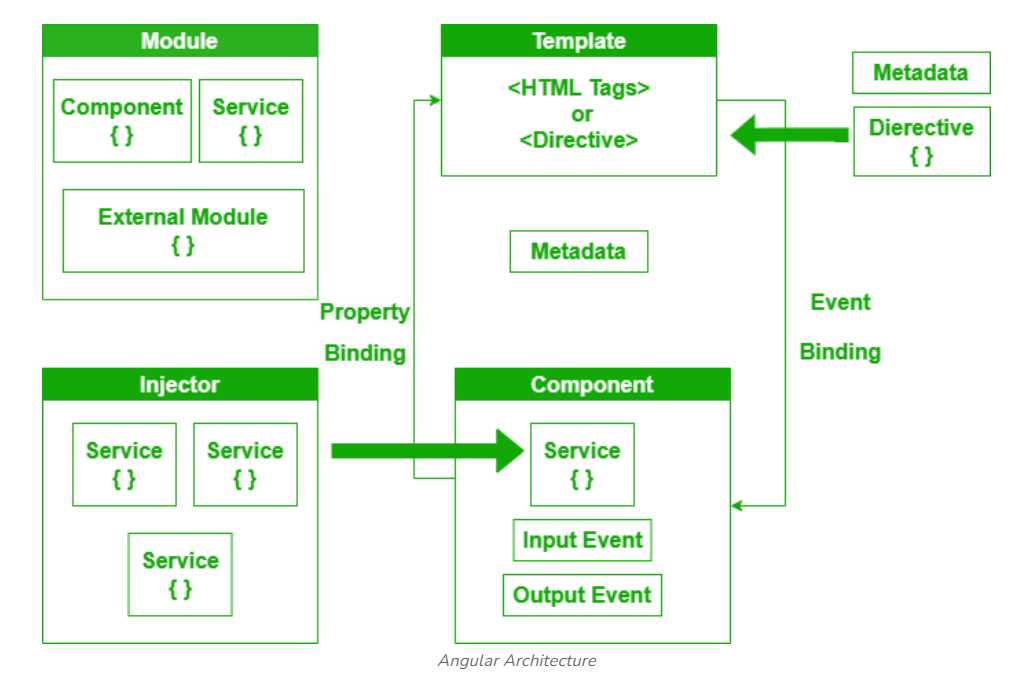 Module
Component
{ }
Service
{ }
External Module
{ }
Template
<HTML Tags>
or
<Directive>
Metadata
Dierective
{ }
Metadata
Property
Binding
Event
Binding
Injector
Service
{ }
Service
{ }
Service
{ }
Component
Service
{ }
Input Event
Output Event
Angular Architecture